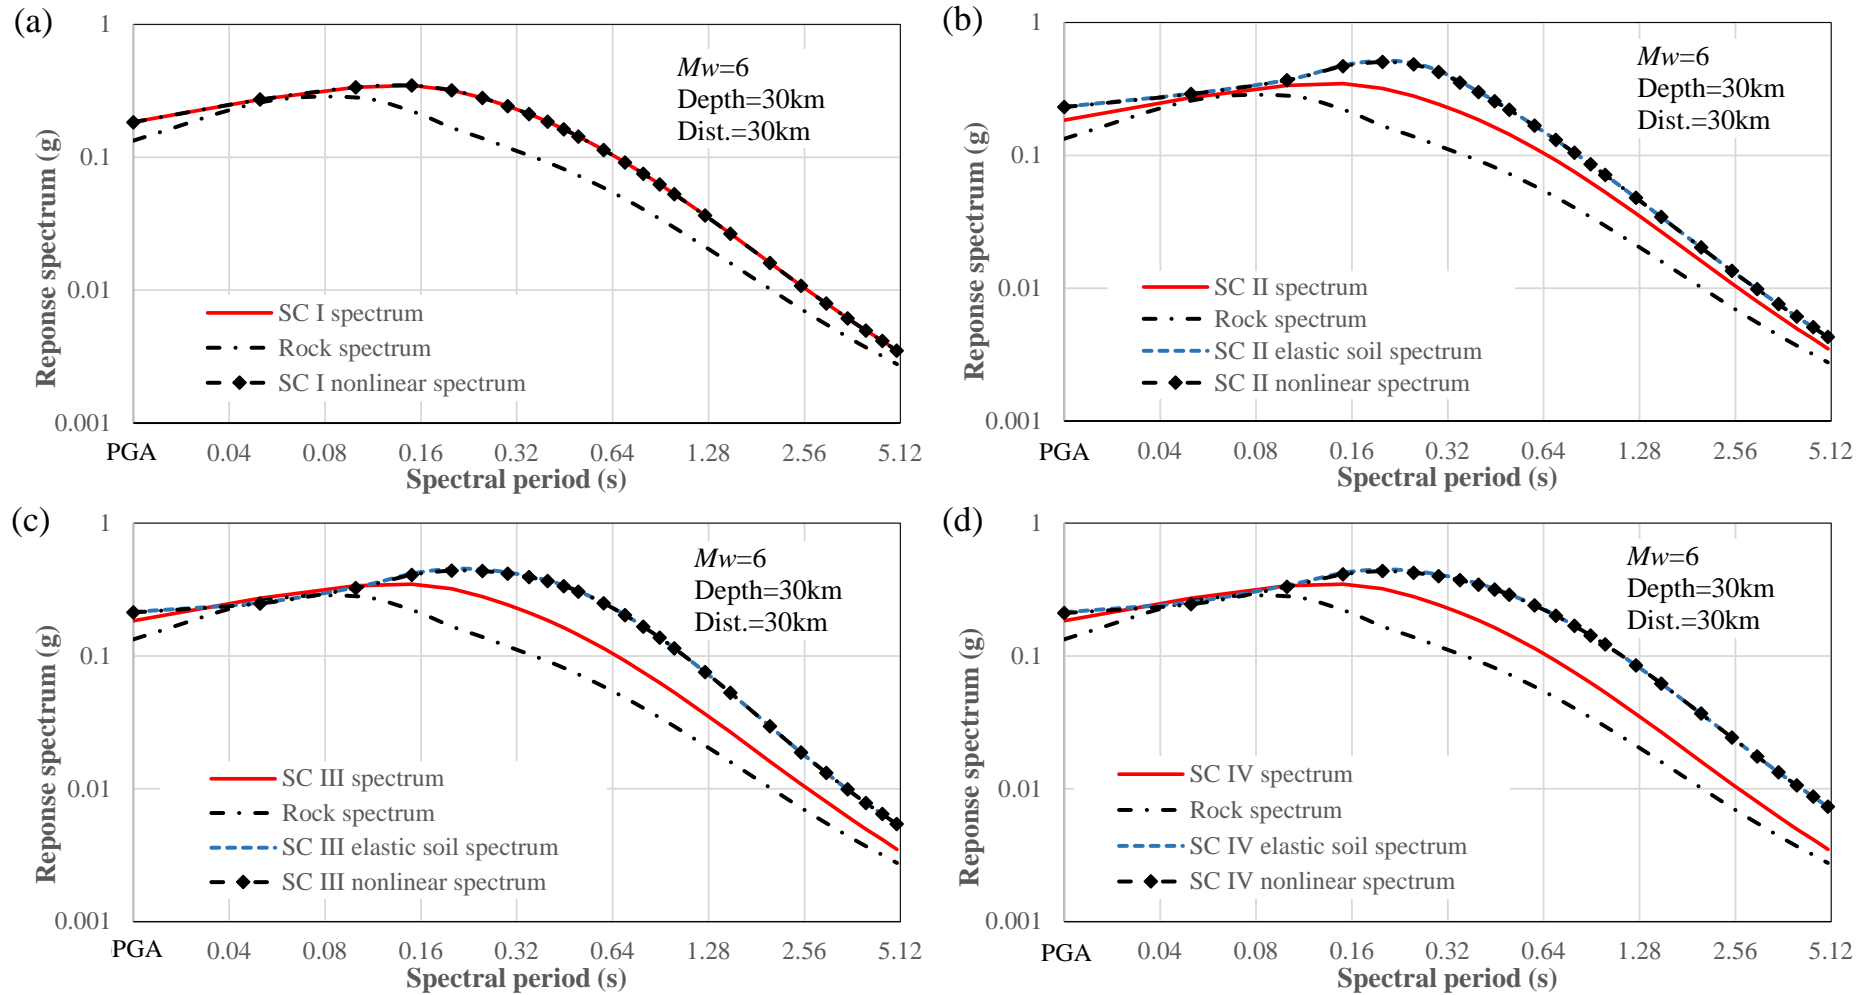 (a)
Reponse spectrum (g)
1
0.1
0.01
0.001
Mw=6
Depth=30km
Dist.=30km
SC I spectrum
Rock spectrum
SC I nonlinear spectrum
PGA 0.04 0.08 0.16 0.32 0.64 1.28 2.56 5.12
Spectral period (s)
(b)
Reponse spectrum (g)
1
0.1
0.01
0.001
Mw=6
Depth=30km
Dist.=30km
SC II spectrum
Rock spectrum
SC II elastic soil spectrum
SC II nonlinear spectrum
PGA 0.04 0.08 0.16 0.32 0.64 1.28 2.56 5.12
Spectral period (s)
(c)
Reponse spectrum (g)
1
0.1
0.01
0.001
Mw=6
Depth=30km
Dist.=30km
SC III spectrum
Rock spectrum
SC III elastic soil spectrum
SC III nonlinear spectrum
PGA 0.04 0.08 0.16 0.32 0.64 1.28 2.56 5.12
Spectral period (s)
(d)
Reponse spectrum (g)
1
0.1
0.01
0.001
Mw=6
Depth=30km
Dist.=30km
SC IV spectrum
Rock spectrum
SC IV elastic soil spectrum
SC IV nonlinear spectrum
PGA 0.04 0.08 0.16 0.32 0.64 1.28 2.56 5.12
Spectral period (s)